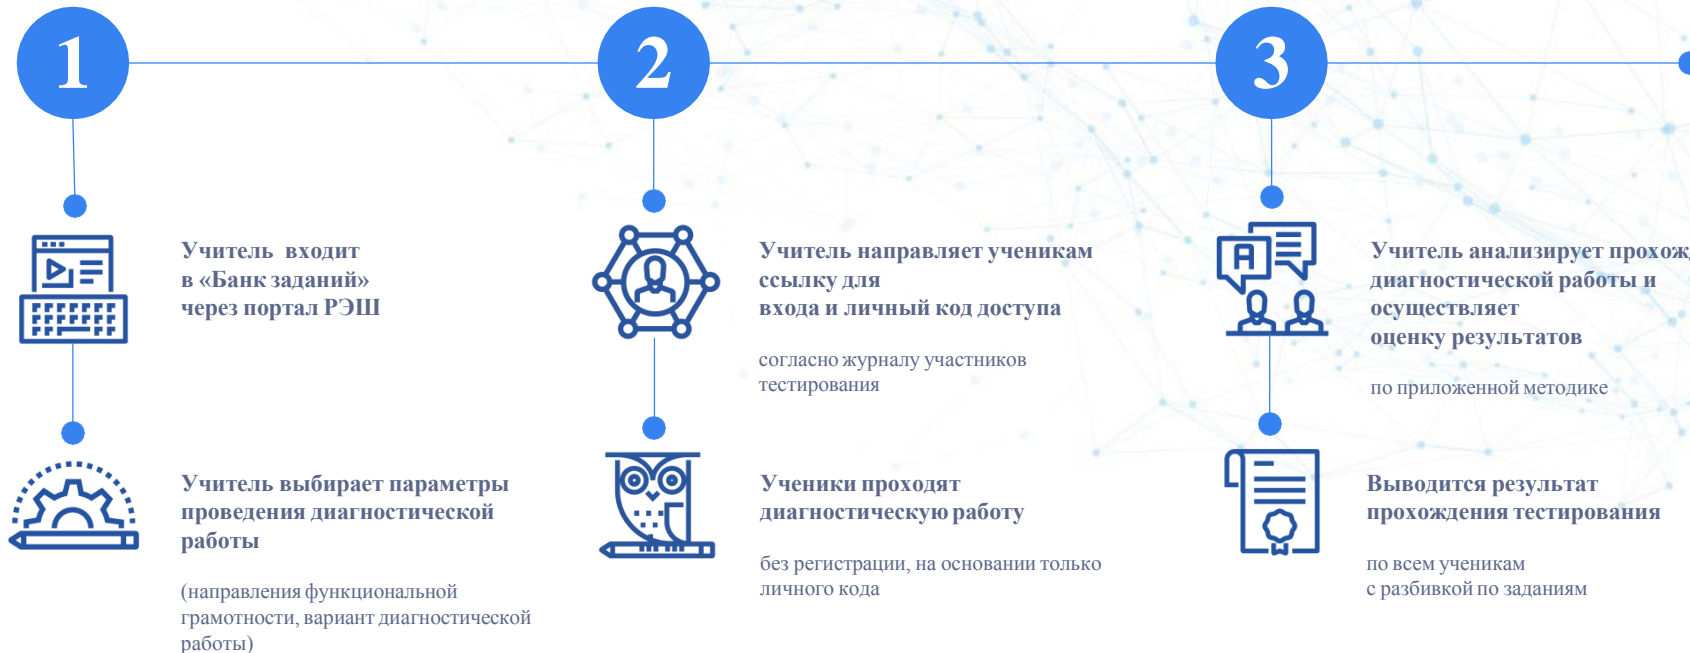 1
Учитель входит
в «Банк заданий»
через портал РЭШ
Учитель выбирает параметры
проведения диагностической
работы
(направления функциональной
грамотности, вариант диагностической
работы)
2
Учитель направляет ученикам
ссылку для
входа и личный код доступа
согласно журналу участников
тестирования
Ученики проходят
диагностическую работу
без регистрации, на основании только
личного кода
3
Учитель анализирует
диагностической работы и
осуществляет
оценку результатов
по приложенной методике
Выводится результат
прохождения тестирования
по всем ученикам
с разбивкой по заданиям